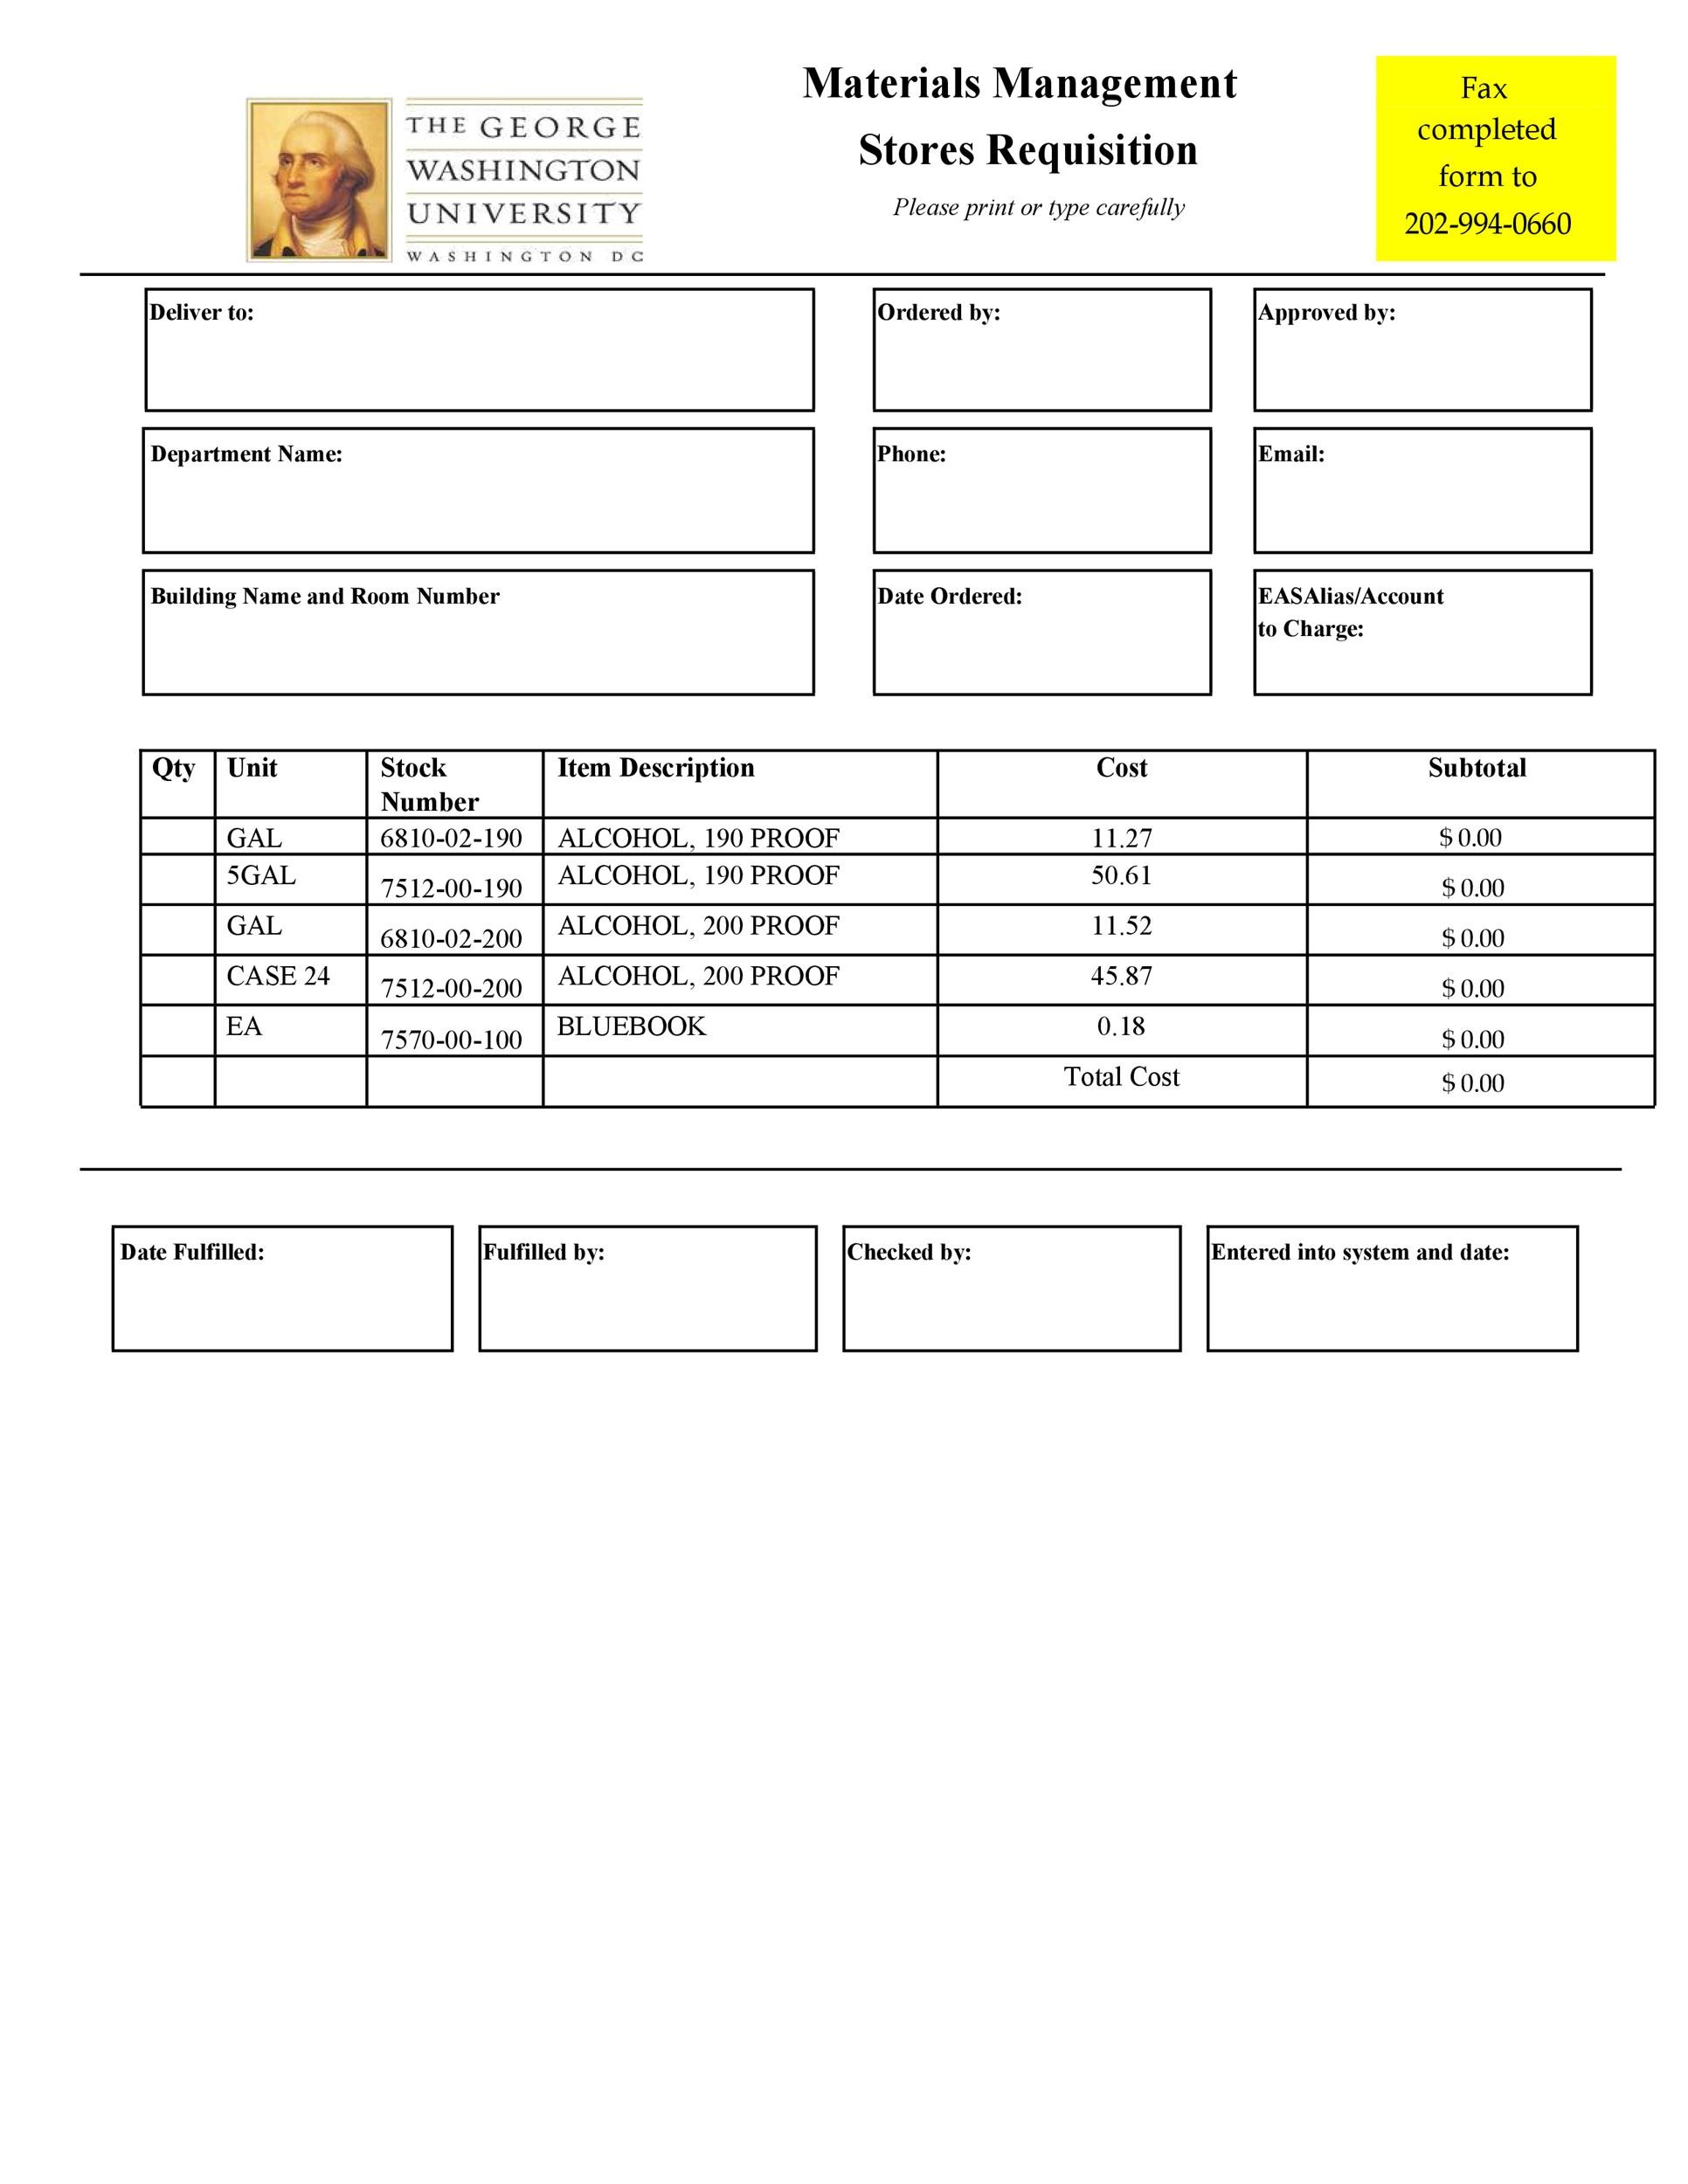 THE GEORGE
WASHINGTON
UNIVERSITY
WASHINGTON DC
Materials Management
Stores Requisition
Please print or type carefully
Fax
completed
form to
202-994-0660
Deliver to:
Ordered by:
Approved by:
Department Name:
Phone:
Email:
Building Name and Room Number
Date Ordered:
EASAlias/Account
to Charge:
Qty Unit Stock Number Item Description Cost Subtotal
GAL 6810-02-190 ALCOHOL, 190 PROOF 11.27 $ 0.00
5GAL 7512-00-190 ALCOHOL, 190 PROOF 50.61 $ 0.00
GAL 6810-02-200 ALCOHOL, 200 PROOF 11.52 $ 0.00
CASE 24 7512-00-200 ALCOHOL, 200 PROOF 45.87 $ 0.00
EA 7570-00-100 BLUEBOOK 0.18 $ 0.00
Total Cost $ 0.00
Date Fulfilled:
Fulfilled by:
Checked by:
Entered into system and date: